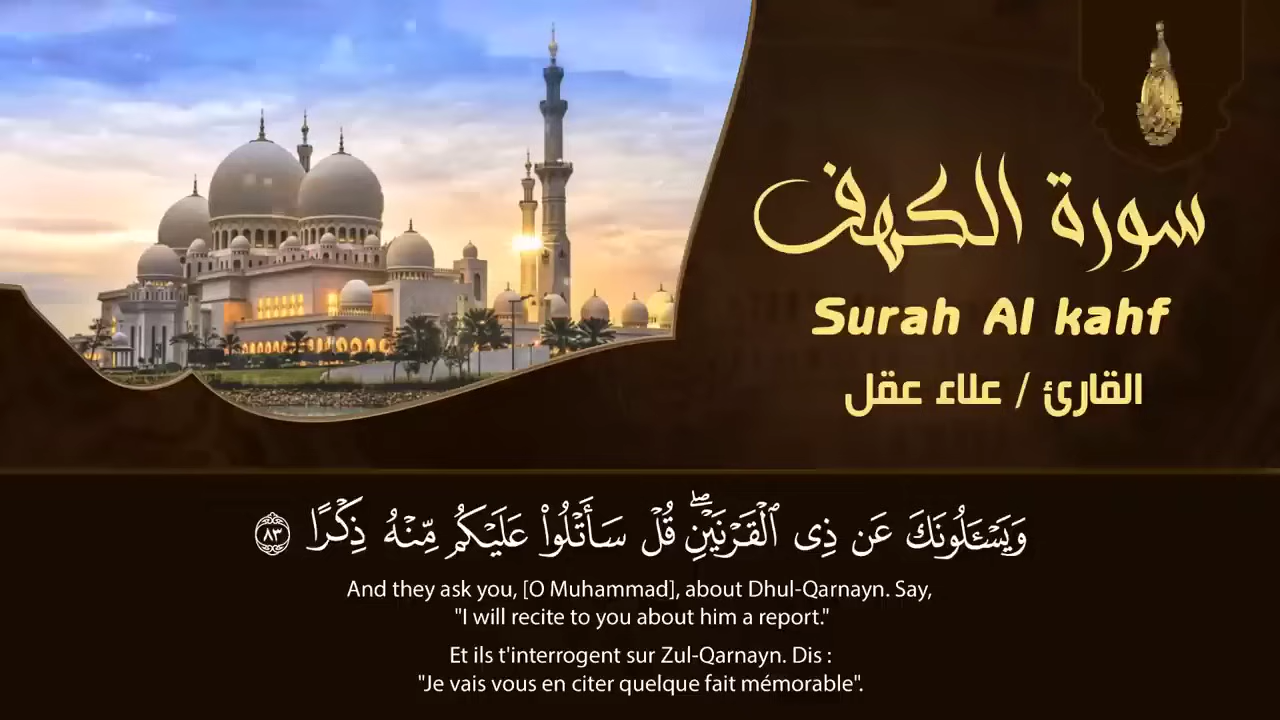 سورة الكهف
Surah Al kahf
القارئ / علاء عقل
وَيَسْـَٔلُونَكَ عَن ذِى ٱلْقَرْنَيْنِ ۖ قُلْ سَأَتْلُوا۟ عَلَيْكُم مِّنْهُ ذِكْرًا ٨٣
And they ask you, [O Muhammad], about Dhul-Qarnayn. Say,
"I will recite to you about him a report."
Et ils t'interrogent sur Zul-Qarnayn. Dis :
"Je vais vous en citer quelque fait mémorable".